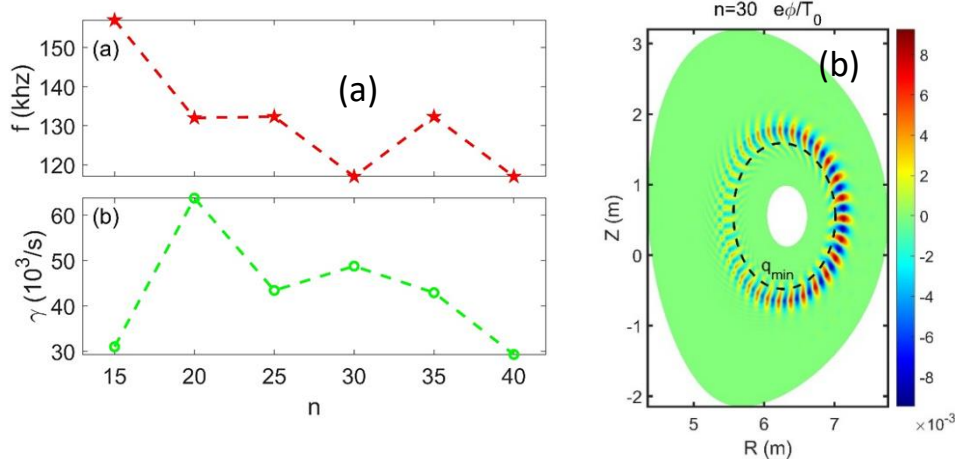 (a)
(a)
f (khz)
150
140
130
120
(b)
γ (10³/s)
60
50
40
30
15 20 25 30 35 40
n
n=30 eϕ/T₀
(b)
Z (m)
3
2
1
0
-1
-2
q_min
5 6 7
R (m)
8
6
4
2
0
-2
-4
-6
-8
×10⁻³